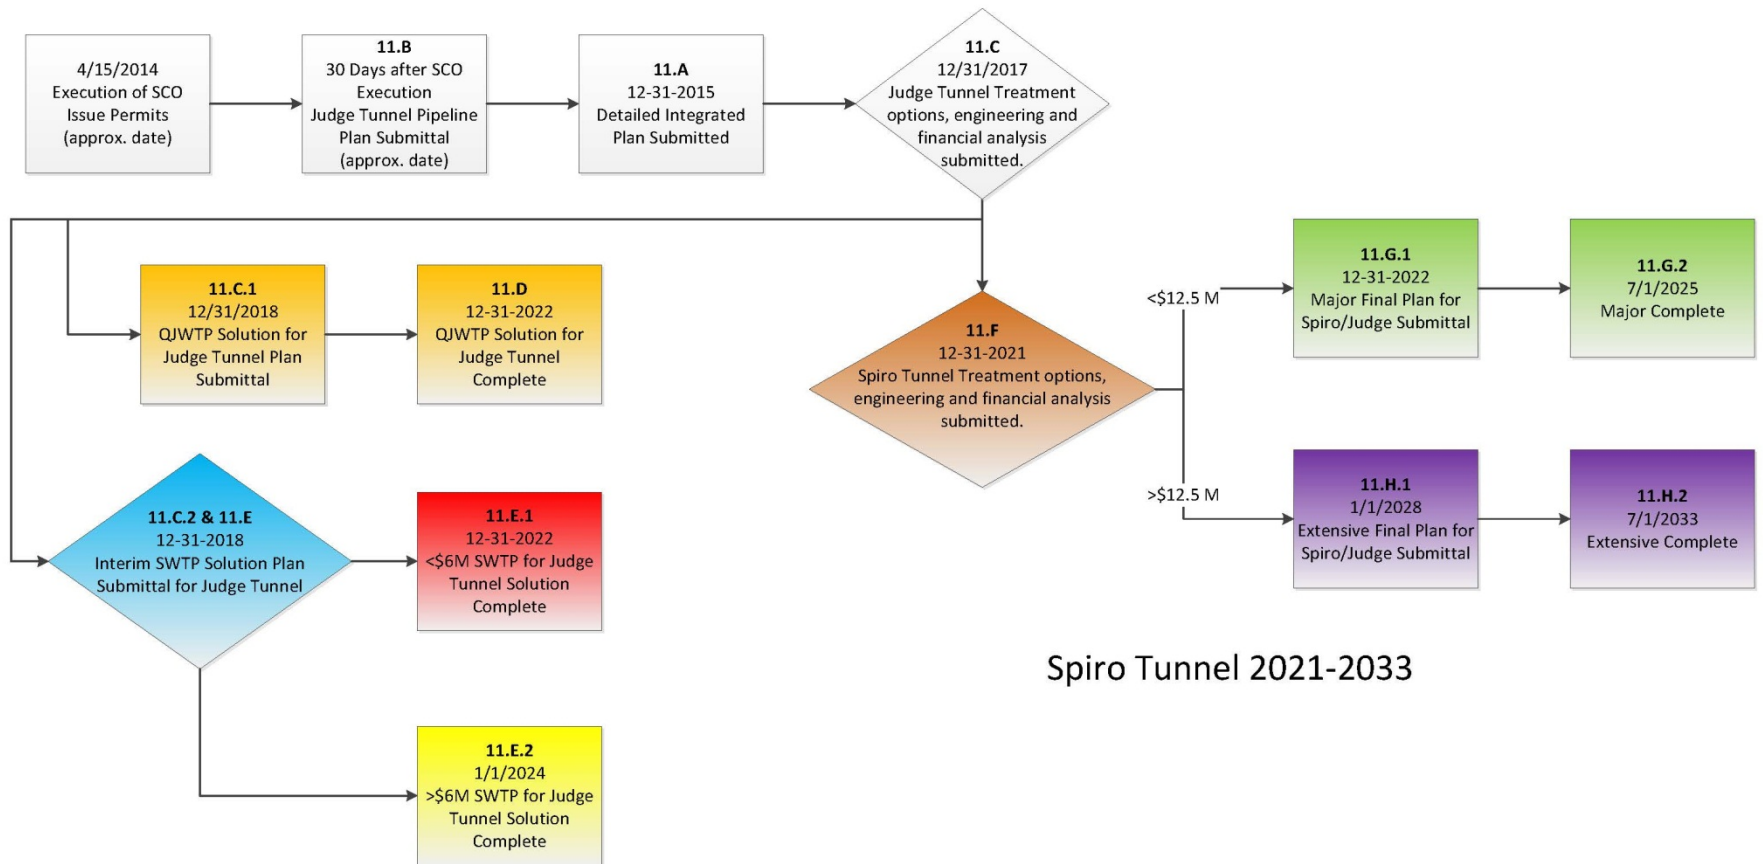 4/15/2014
Execution of SCO
Issue Permits
(approx. date)
11.B
30 Days after SCO
Execution
Judge Tunnel Pipeline
Plan Submittal
(approx. date)
11.A
12-31-2015
Detailed Integrated
Plan Submitted
11.C
12/31/2017
Judge Tunnel Treatment
options, engineering and
financial analysis
submitted.
11.C.1
12/31/2018
QJWTP Solution for
Judge Tunnel Plan
Submittal
11.D
12-31-2022
QJWTP Solution for
Judge Tunnel
Complete
11.F
12-31-2021
Spiro Tunnel Treatment options,
engineering and financial analysis
submitted.
<$12.5 M
11.G.1
12-31-2022
Major Final Plan for
Spiro/Judge Submittal
11.G.2
7/1/2025
Major Complete
>$12.5 M
11.H.1
1/1/2028
Extensive Final Plan for
Spiro/Judge Submittal
11.H.2
7/1/2033
Extensive Complete
11.C.2 & 11.E
12-31-2018
Interim SWTP Solution Plan
Submittal for Judge Tunnel
11.E.1
12-31-2022
<$6M SWTP for Judge
Tunnel Solution
Complete
11.E.2
1/1/2024
>$6M SWTP for Judge
Tunnel Solution
Complete
Spiro Tunnel 2021-2033